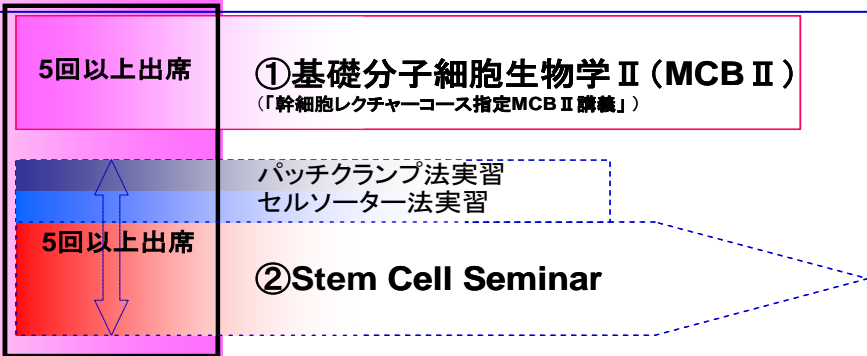 5回以上出席
①基礎分子細胞生物学Ⅱ（MCBⅡ）
（「幹細胞レクチャーコース指定MCBⅡ講義」）
パッチクランプ法実習
セルソーター法実習
5回以上出席
②Stem Cell Seminar